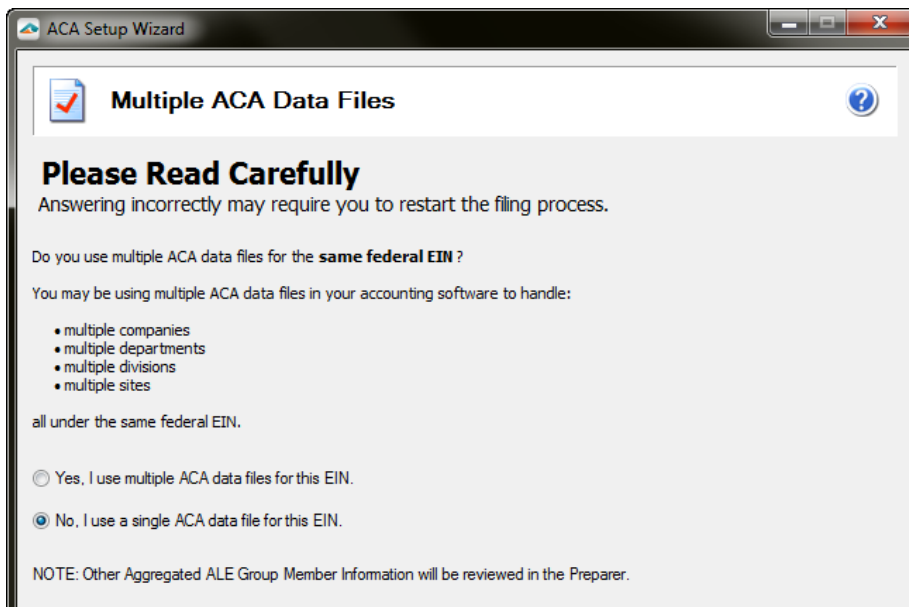 ACA Setup Wizard
Multiple ACA Data Files
Please Read Carefully
Answering incorrectly may require you to restart the filing process.
Do you use multiple ACA data files for the same federal EIN ?
You may be using multiple ACA data files in your accounting software to handle:
• multiple companies
• multiple departments
• multiple divisions
• multiple sites
all under the same federal EIN.
Yes, I use multiple ACA data files for this EIN.
No, I use a single ACA data file for this EIN.
NOTE: Other Aggregated ALE Group Member Information will be reviewed in the Preparer.